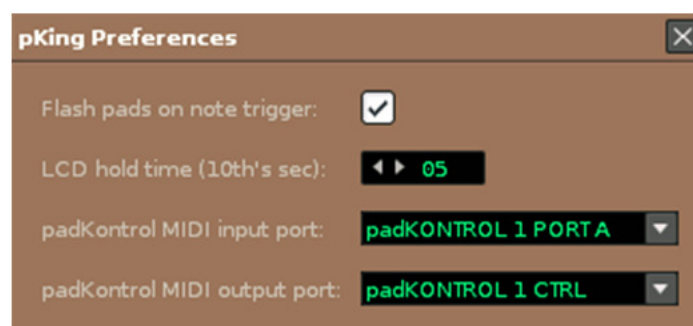 pKing Preferences
Flash pads on note trigger:
LCD hold time (10th's sec): 05
padKontrol MIDI input port: padKONTROL 1 PORT A
padKontrol MIDI output port: padKONTROL 1 CTRL